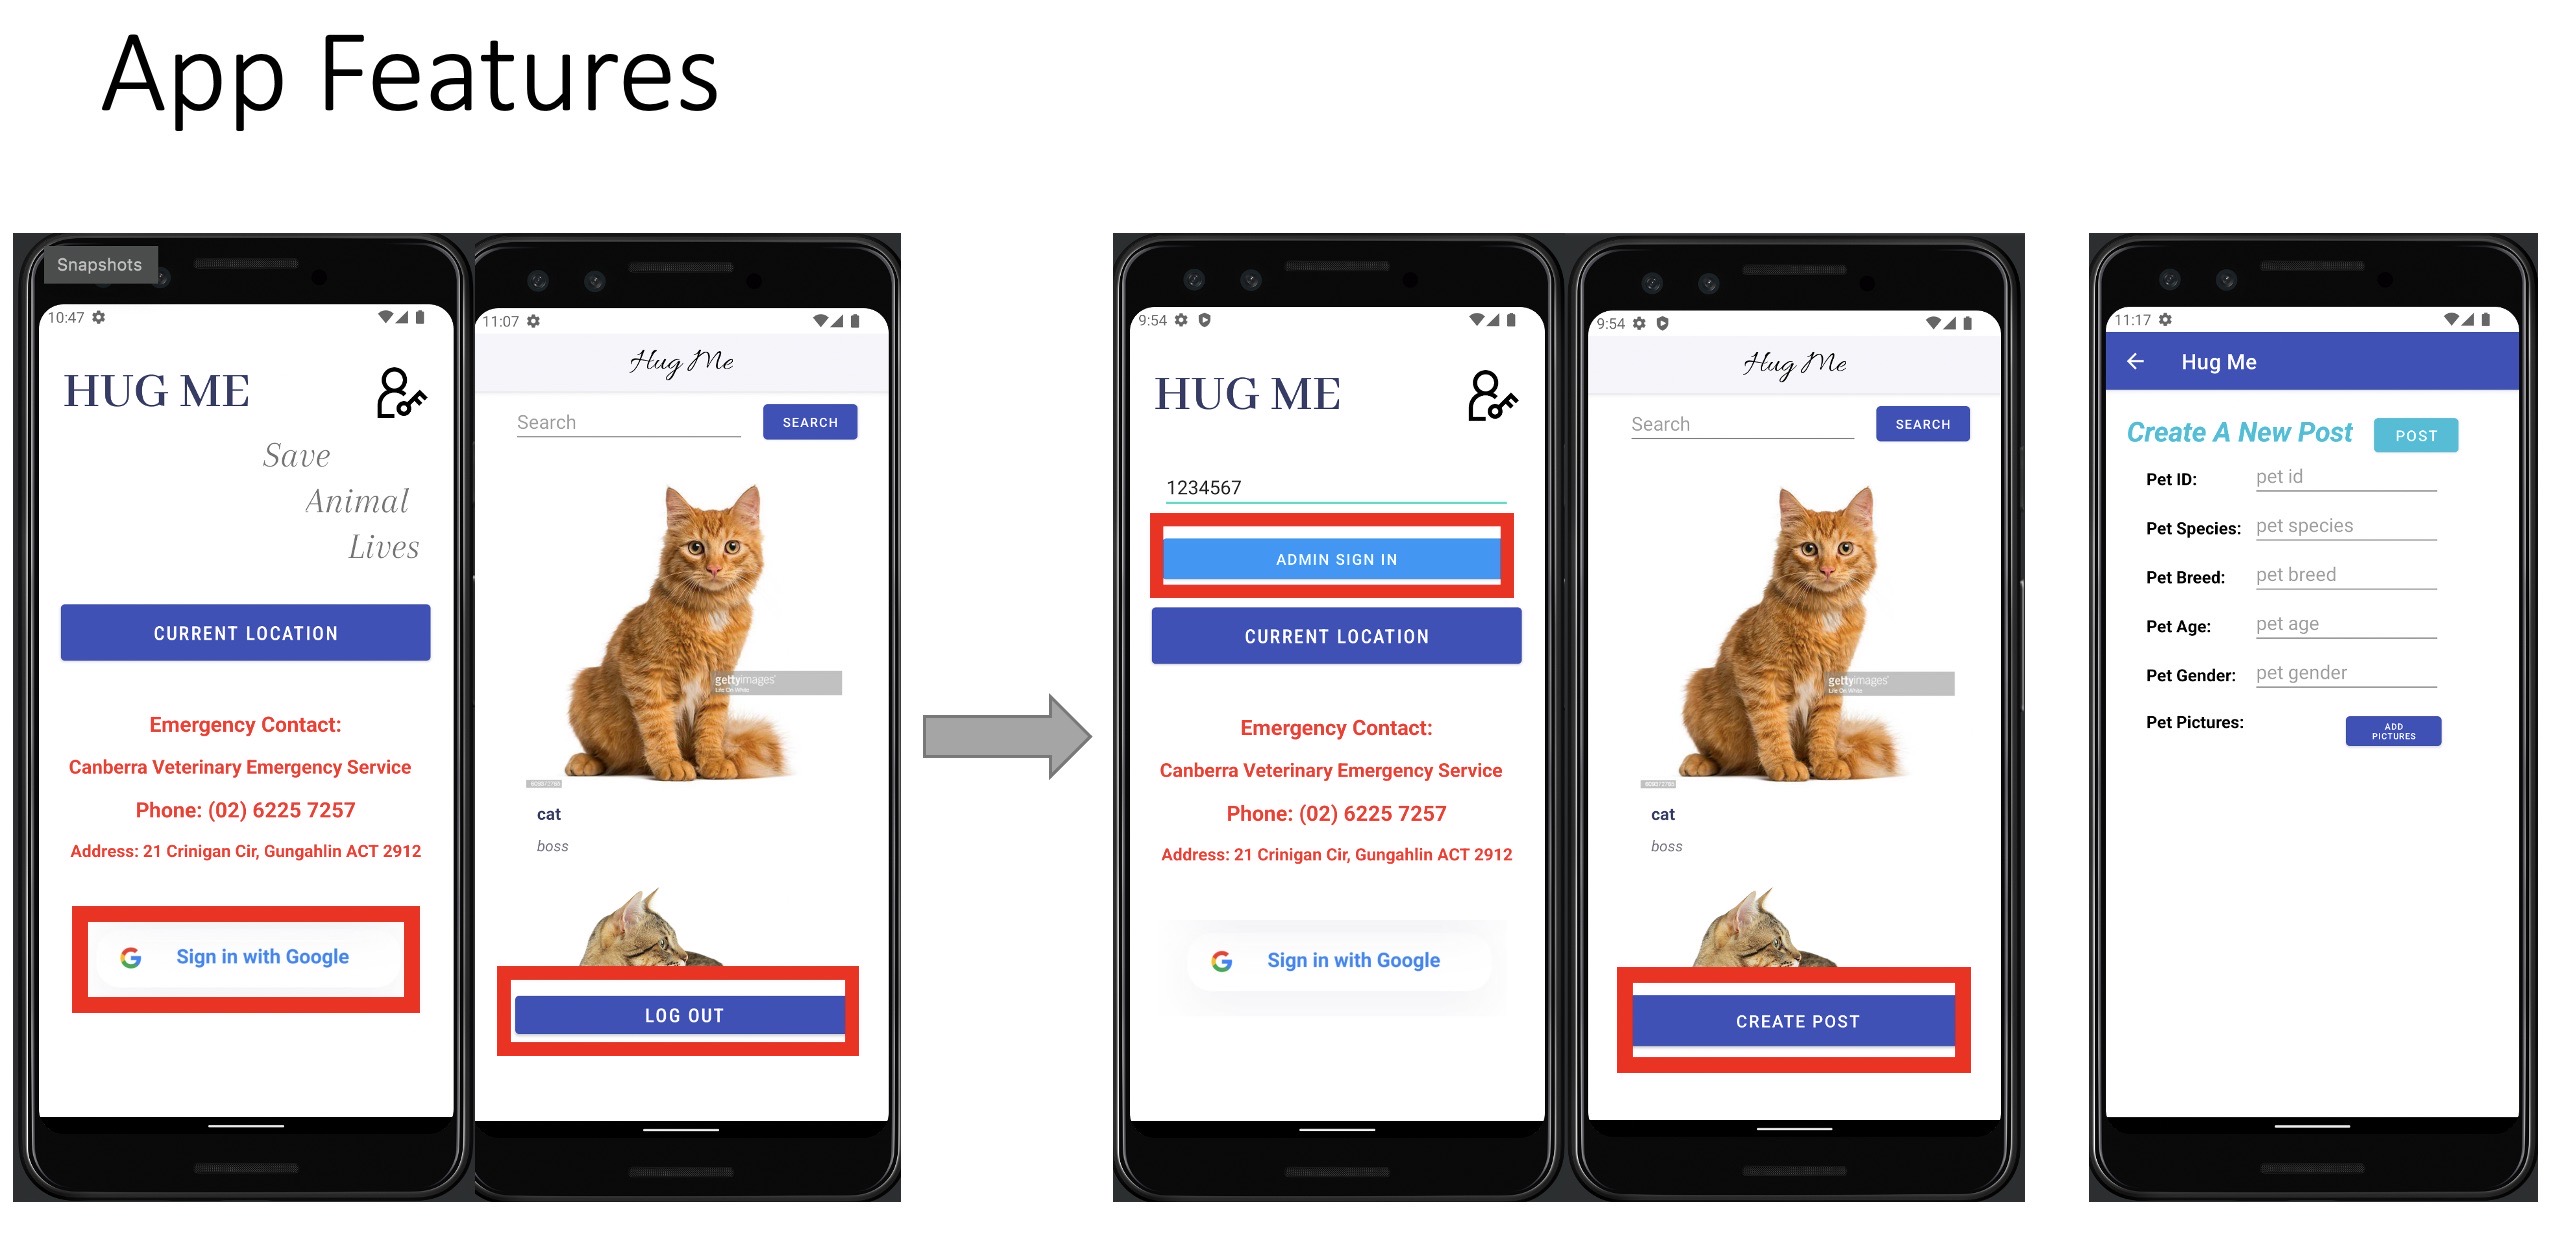 App Features
Snapshots
10:47
HUG ME
Save
Animal
Lives
CURRENT LOCATION
Emergency Contact:
Canberra Veterinary Emergency Service
Phone: (02) 6225 7257
Address: 21 Crinigan Cir, Gungahlin ACT 2912
Sign in with Google
11:07
Hug Me
Search
SEARCH
gettyimages
Life On White
cat
boss
LOG OUT
9:54
HUG ME
1234567
ADMIN SIGN IN
CURRENT LOCATION
Emergency Contact:
Canberra Veterinary Emergency Service
Phone: (02) 6225 7257
Address: 21 Crinigan Cir, Gungahlin ACT 2912
Sign in with Google
9:54
Hug Me
Search
SEARCH
gettyimages
Life On White
cat
boss
CREATE POST
11:17
Hug Me
Create A New Post
POST
Pet ID: pet id
Pet Species: pet species
Pet Breed: pet breed
Pet Age: pet age
Pet Gender: pet gender
Pet Pictures:
ADD
PICTURES